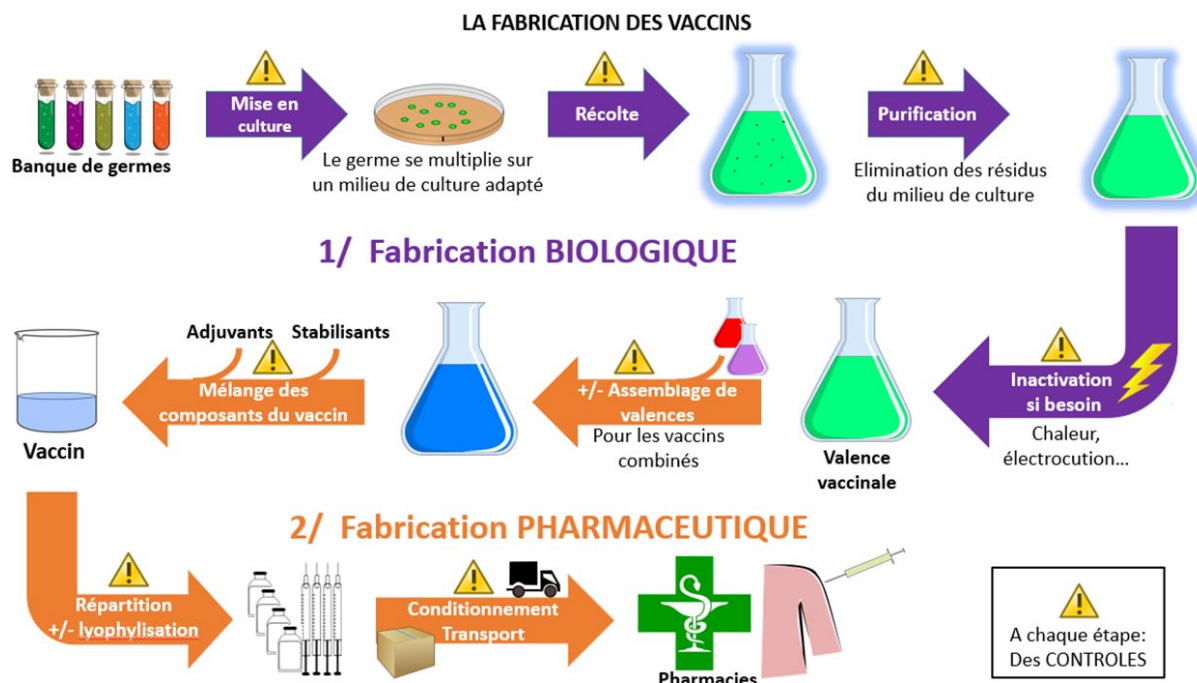 LA FABRICATION DES VACCINS
Banque de germes
Mise en
culture
Le germe se multiplie sur
un milieu de culture adapté
Récolte
Purification
Elimination des résidus
du milieu de culture
1/ Fabrication BIOLOGIQUE
Inactivation
si besoin
Chaleur,
électrocution...
Valence
vaccinale
+/- Assemblage de
valences
Pour les vaccins
combinés
Adjuvants
Stabilisants
Mélange des
composants du vaccin
Vaccin
2/ Fabrication PHARMACEUTIQUE
Répartition
+/- lyophylisation
Conditionnement
Transport
Pharmacies
A chaque étape:
Des CONTROLES